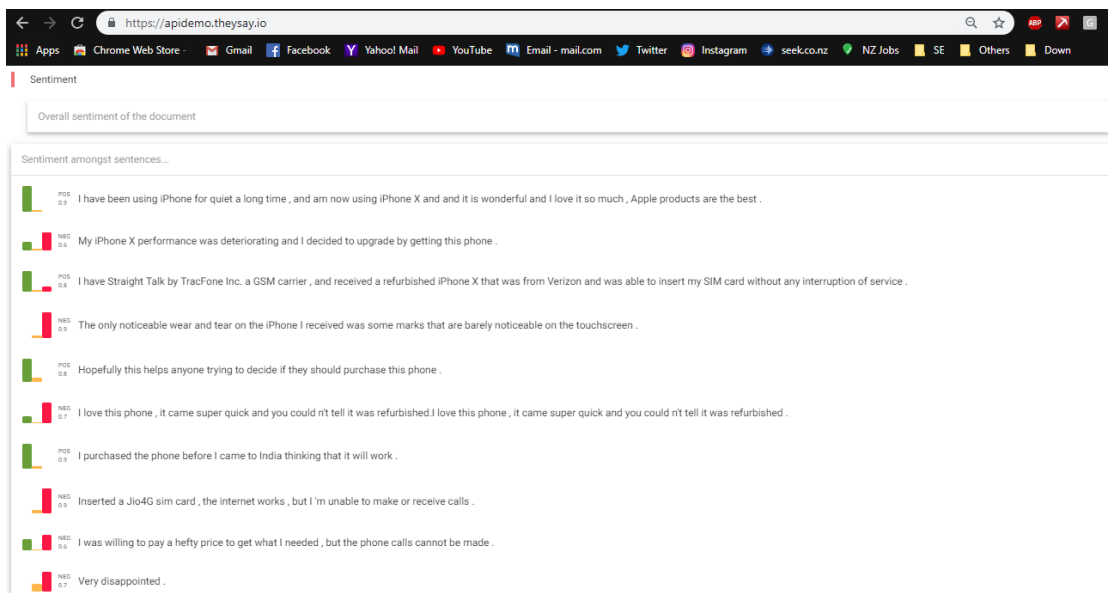 https://apidemo.theysay.io
ABP
G
Apps Chrome Web Store - Gmail Facebook Yahoo! Mail YouTube Email - mail.com Twitter Instagram seek.co.nz NZ Jobs SE Others Down
Sentiment
Overall sentiment of the document
Sentiment amongst sentences...
POS 0.9 I have been using iPhone for quiet a long time , and am now using iPhone X and and it is wonderful and I love it so much , Apple products are the best .
NEG 0.6 My iPhone X performance was deteriorating and I decided to upgrade by getting this phone .
POS 0.8 I have Straight Talk by TracFone Inc. a GSM carrier , and received a refurbished iPhone X that was from Verizon and was able to insert my SIM card without any interruption of service .
NEG 0.9 The only noticeable wear and tear on the iPhone I received was some marks that are barely noticeable on the touchscreen .
POS 0.8 Hopefully this helps anyone trying to decide if they should purchase this phone .
NEG 0.7 I love this phone , it came super quick and you could n't tell it was refurbished.I love this phone , it came super quick and you could n't tell it was refurbished .
POS 0.9 I purchased the phone before I came to India thinking that it will work .
NEG 0.9 Inserted a Jio4G sim card , the internet works , but I 'm unable to make or receive calls .
NEG 0.6 I was willing to pay a hefty price to get what I needed , but the phone calls cannot be made .
NEG 0.7 Very disappointed .